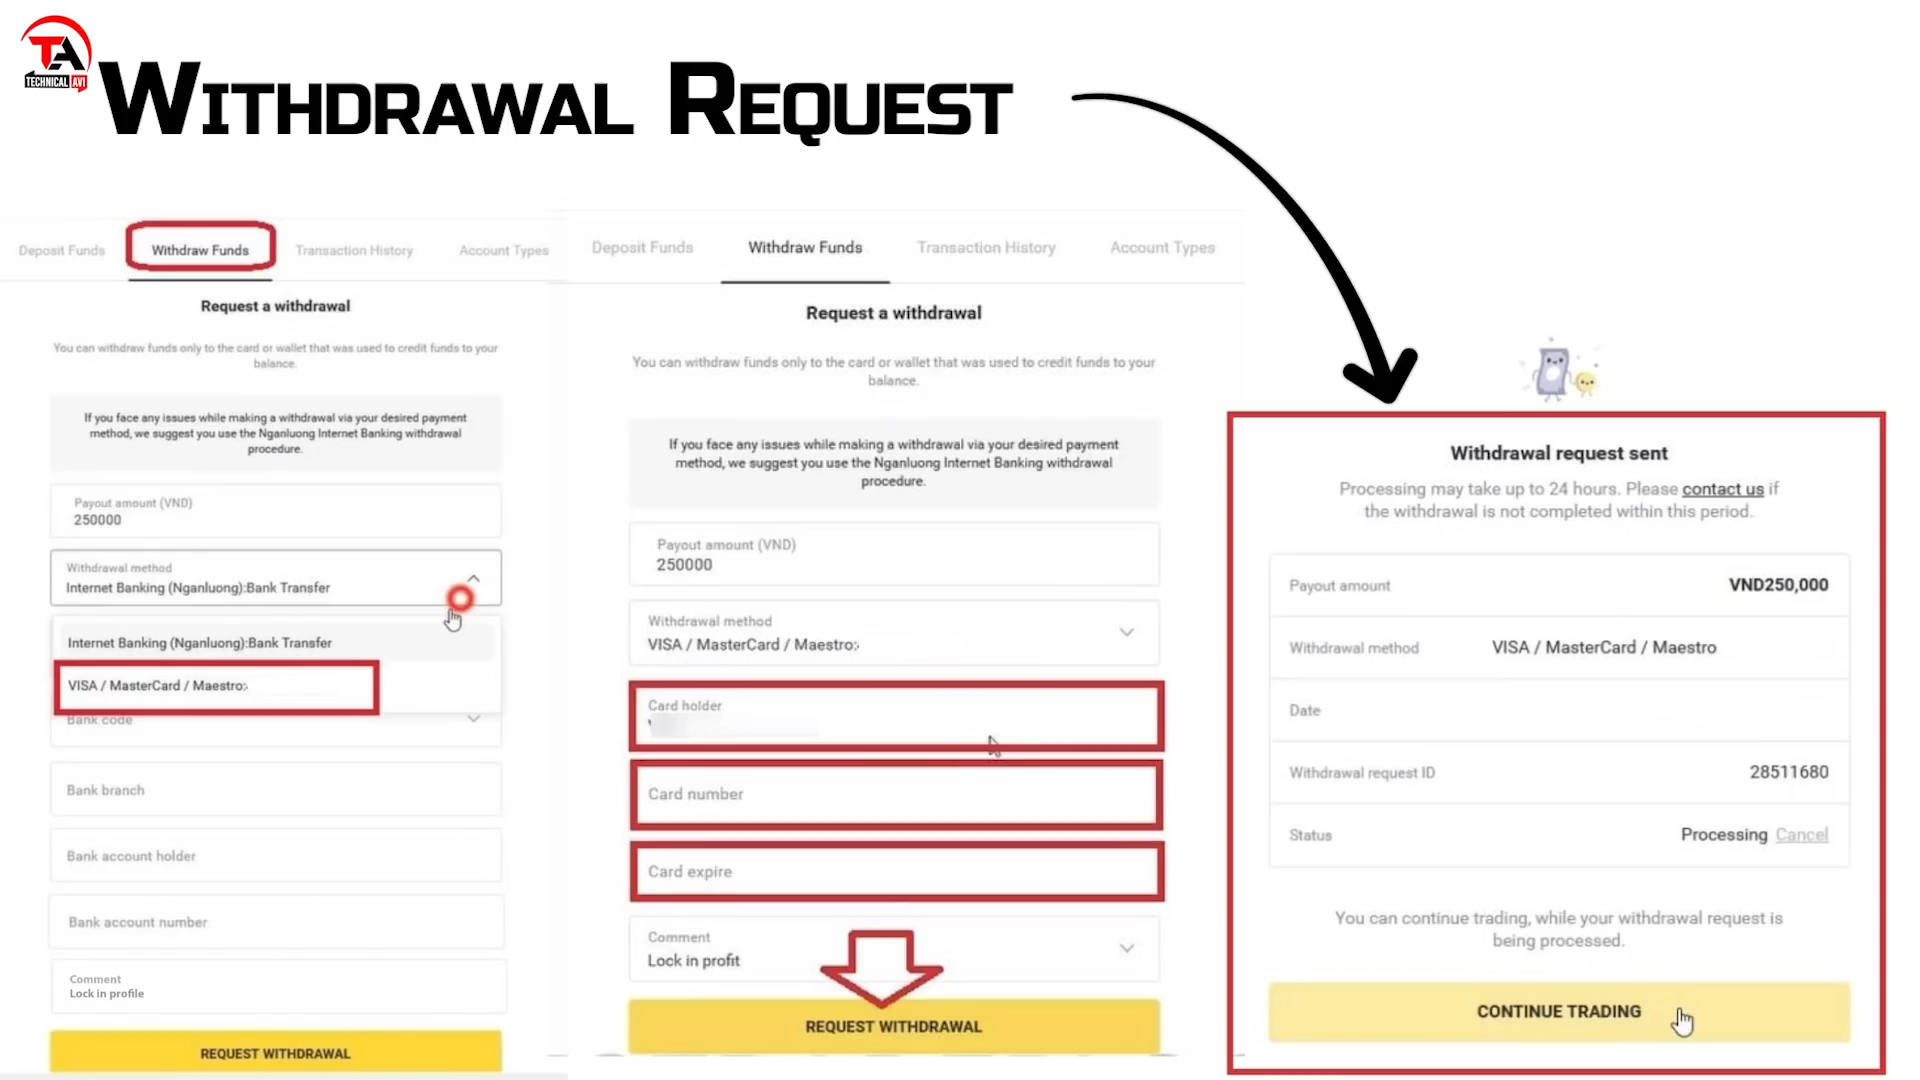 TA
TECHNICAL AVI
WITHDRAWAL REQUEST
Deposit Funds
Withdraw Funds
Transaction History
Account Types
Request a withdrawal
You can withdraw funds only to the card or wallet that was used to credit funds to your
balance.
If you face any issues while making a withdrawal via your desired payment
method, we suggest you use the Nganluong Internet Banking withdrawal
procedure.
Payout amount (VND)
250000
Withdrawal method
Internet Banking (Nganluong):Bank Transfer
Internet Banking (Nganluong):Bank Transfer
VISA / MasterCard / Maestro:
Bank code
Bank branch
Bank account holder
Bank account number
Comment
Lock in profile
REQUEST WITHDRAWAL
Deposit Funds
Withdraw Funds
Transaction History
Account Types
Request a withdrawal
You can withdraw funds only to the card or wallet that was used to credit funds to your
balance.
If you face any issues while making a withdrawal via your desired payment
method, we suggest you use the Nganluong Internet Banking withdrawal
procedure.
Payout amount (VND)
250000
Withdrawal method
VISA / MasterCard / Maestro:
Card holder
Card number
Card expire
Comment
Lock in profit
REQUEST WITHDRAWAL
Withdrawal request sent
Processing may take up to 24 hours. Please contact us if
the withdrawal is not completed within this period.
Payout amount VND250,000
Withdrawal method VISA / MasterCard / Maestro
Date
Withdrawal request ID 28511680
Status Processing Cancel
You can continue trading, while your withdrawal request is
being processed.
CONTINUE TRADING